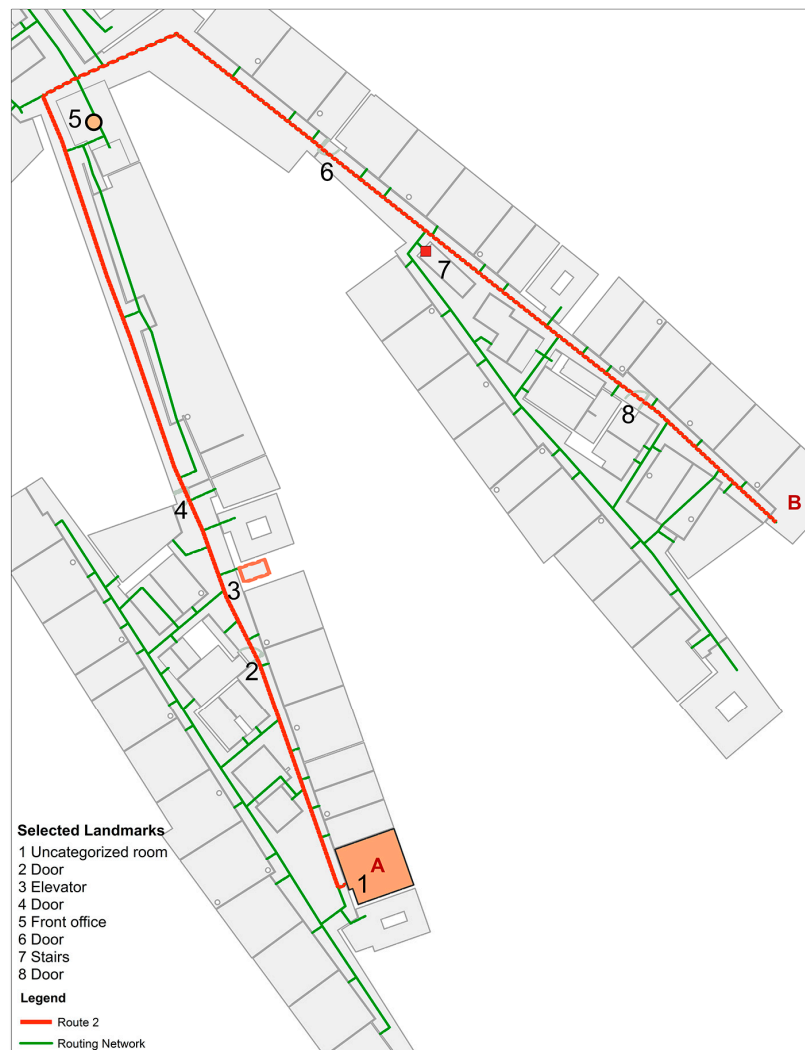 5
6
7
8
B
4
3
2
A
1
Selected Landmarks
1 Uncategorized room
2 Door
3 Elevator
4 Door
5 Front office
6 Door
7 Stairs
8 Door
Legend
Route 2
Routing Network